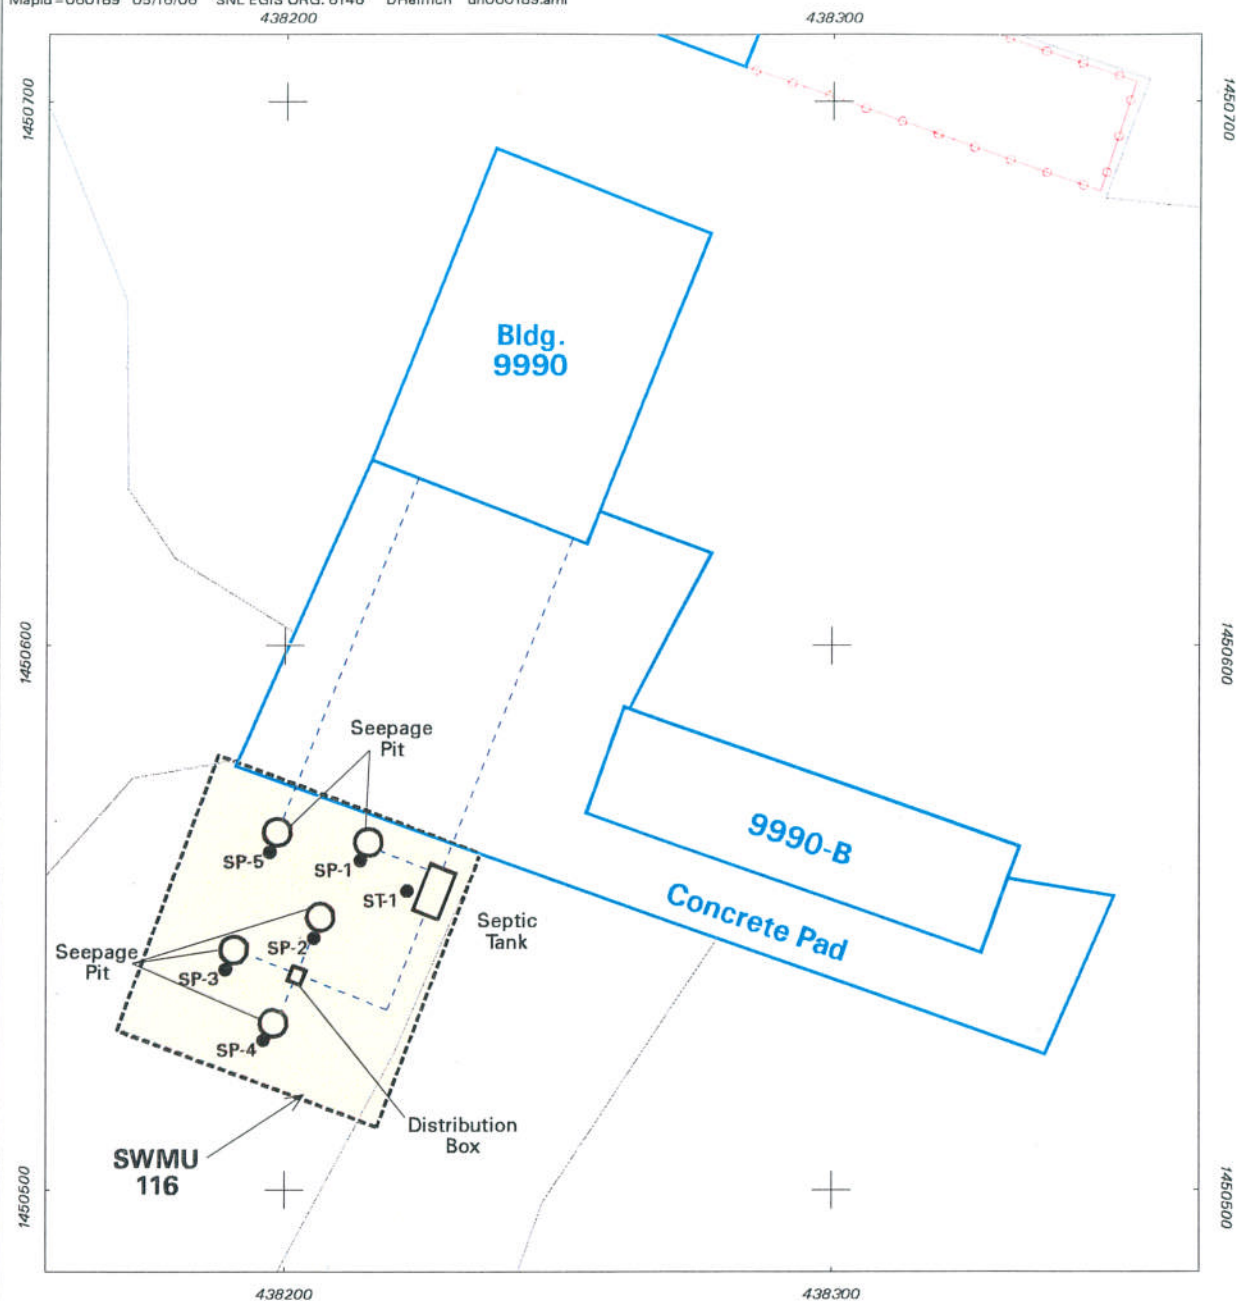 438200
438300
1450700
1450700
Bldg.
9990
1450600
1450600
Seepage
Pit
9990-B
SP-5
SP-1
ST-1
Concrete Pad
Septic
Tank
SP-2
Seepage
Pit
SP-3
SP-4
Distribution
Box
SWMU
116
1450500
1450500
438200
438300